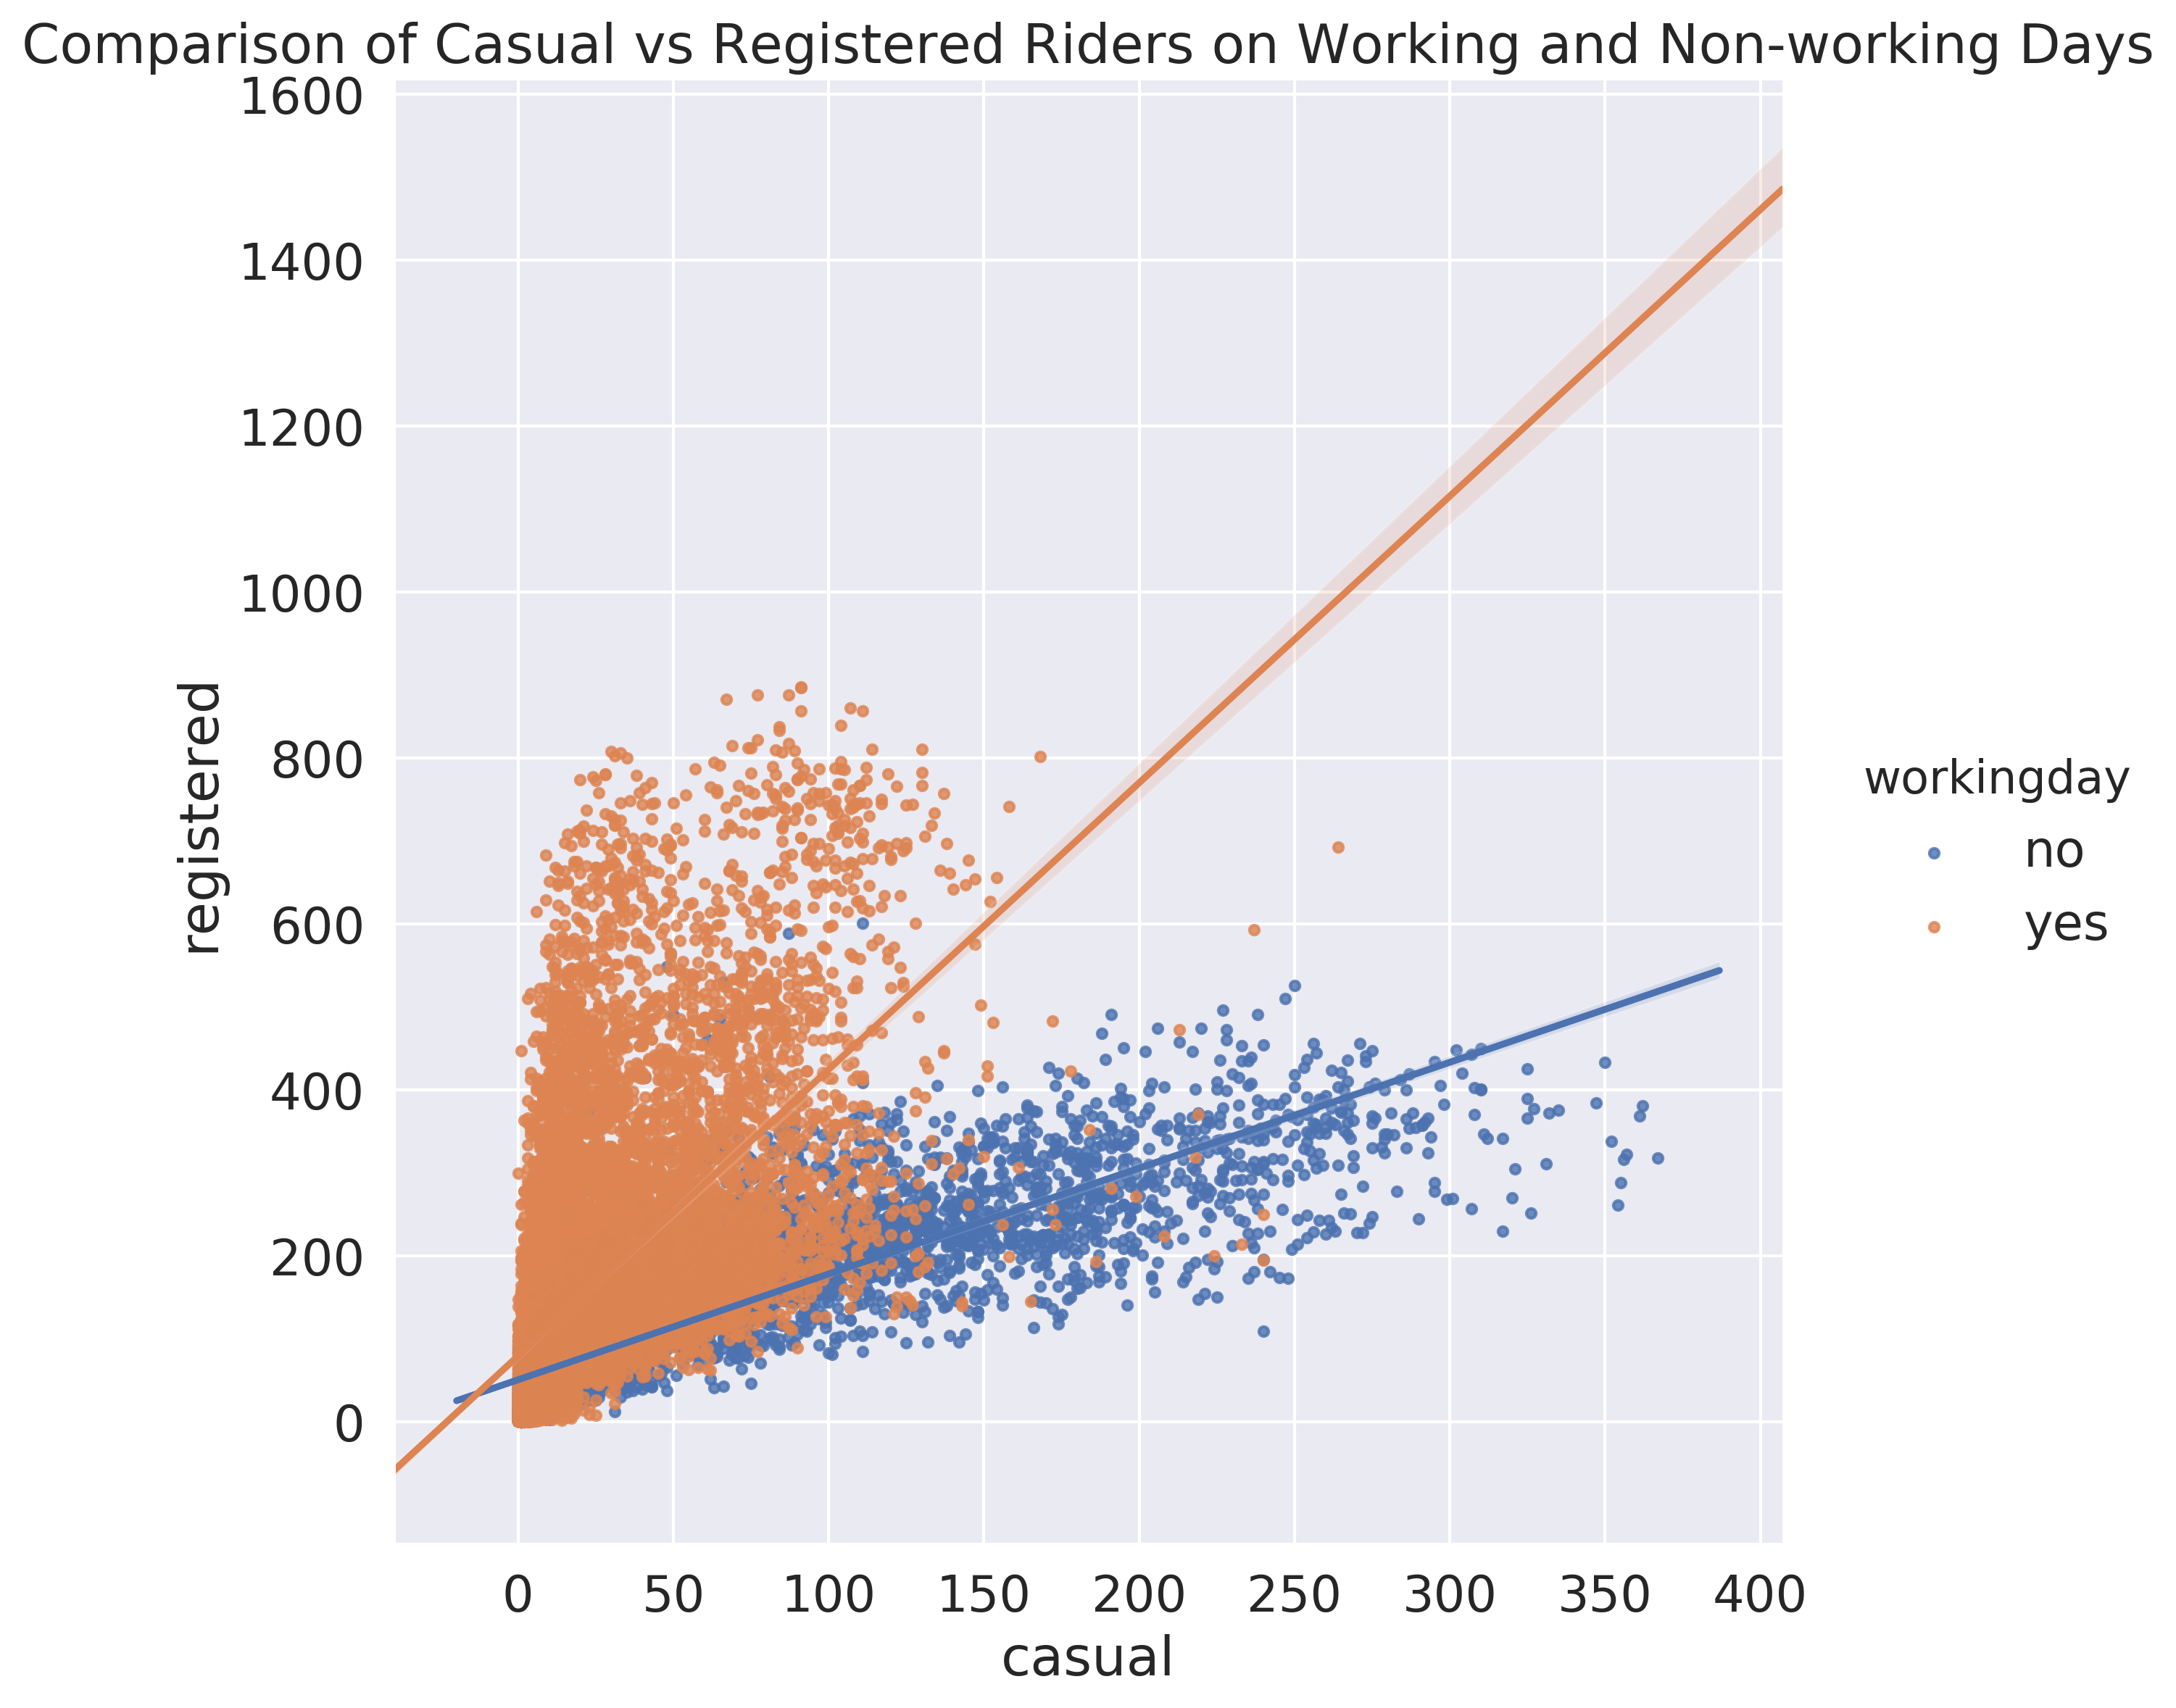 Comparison of Casual vs Registered Riders on Working and Non-working Days
1600
1400
1200
1000
800
600
400
200
0
registered
0 50 100 150 200 250 300 350 400
casual
workingday
no
yes